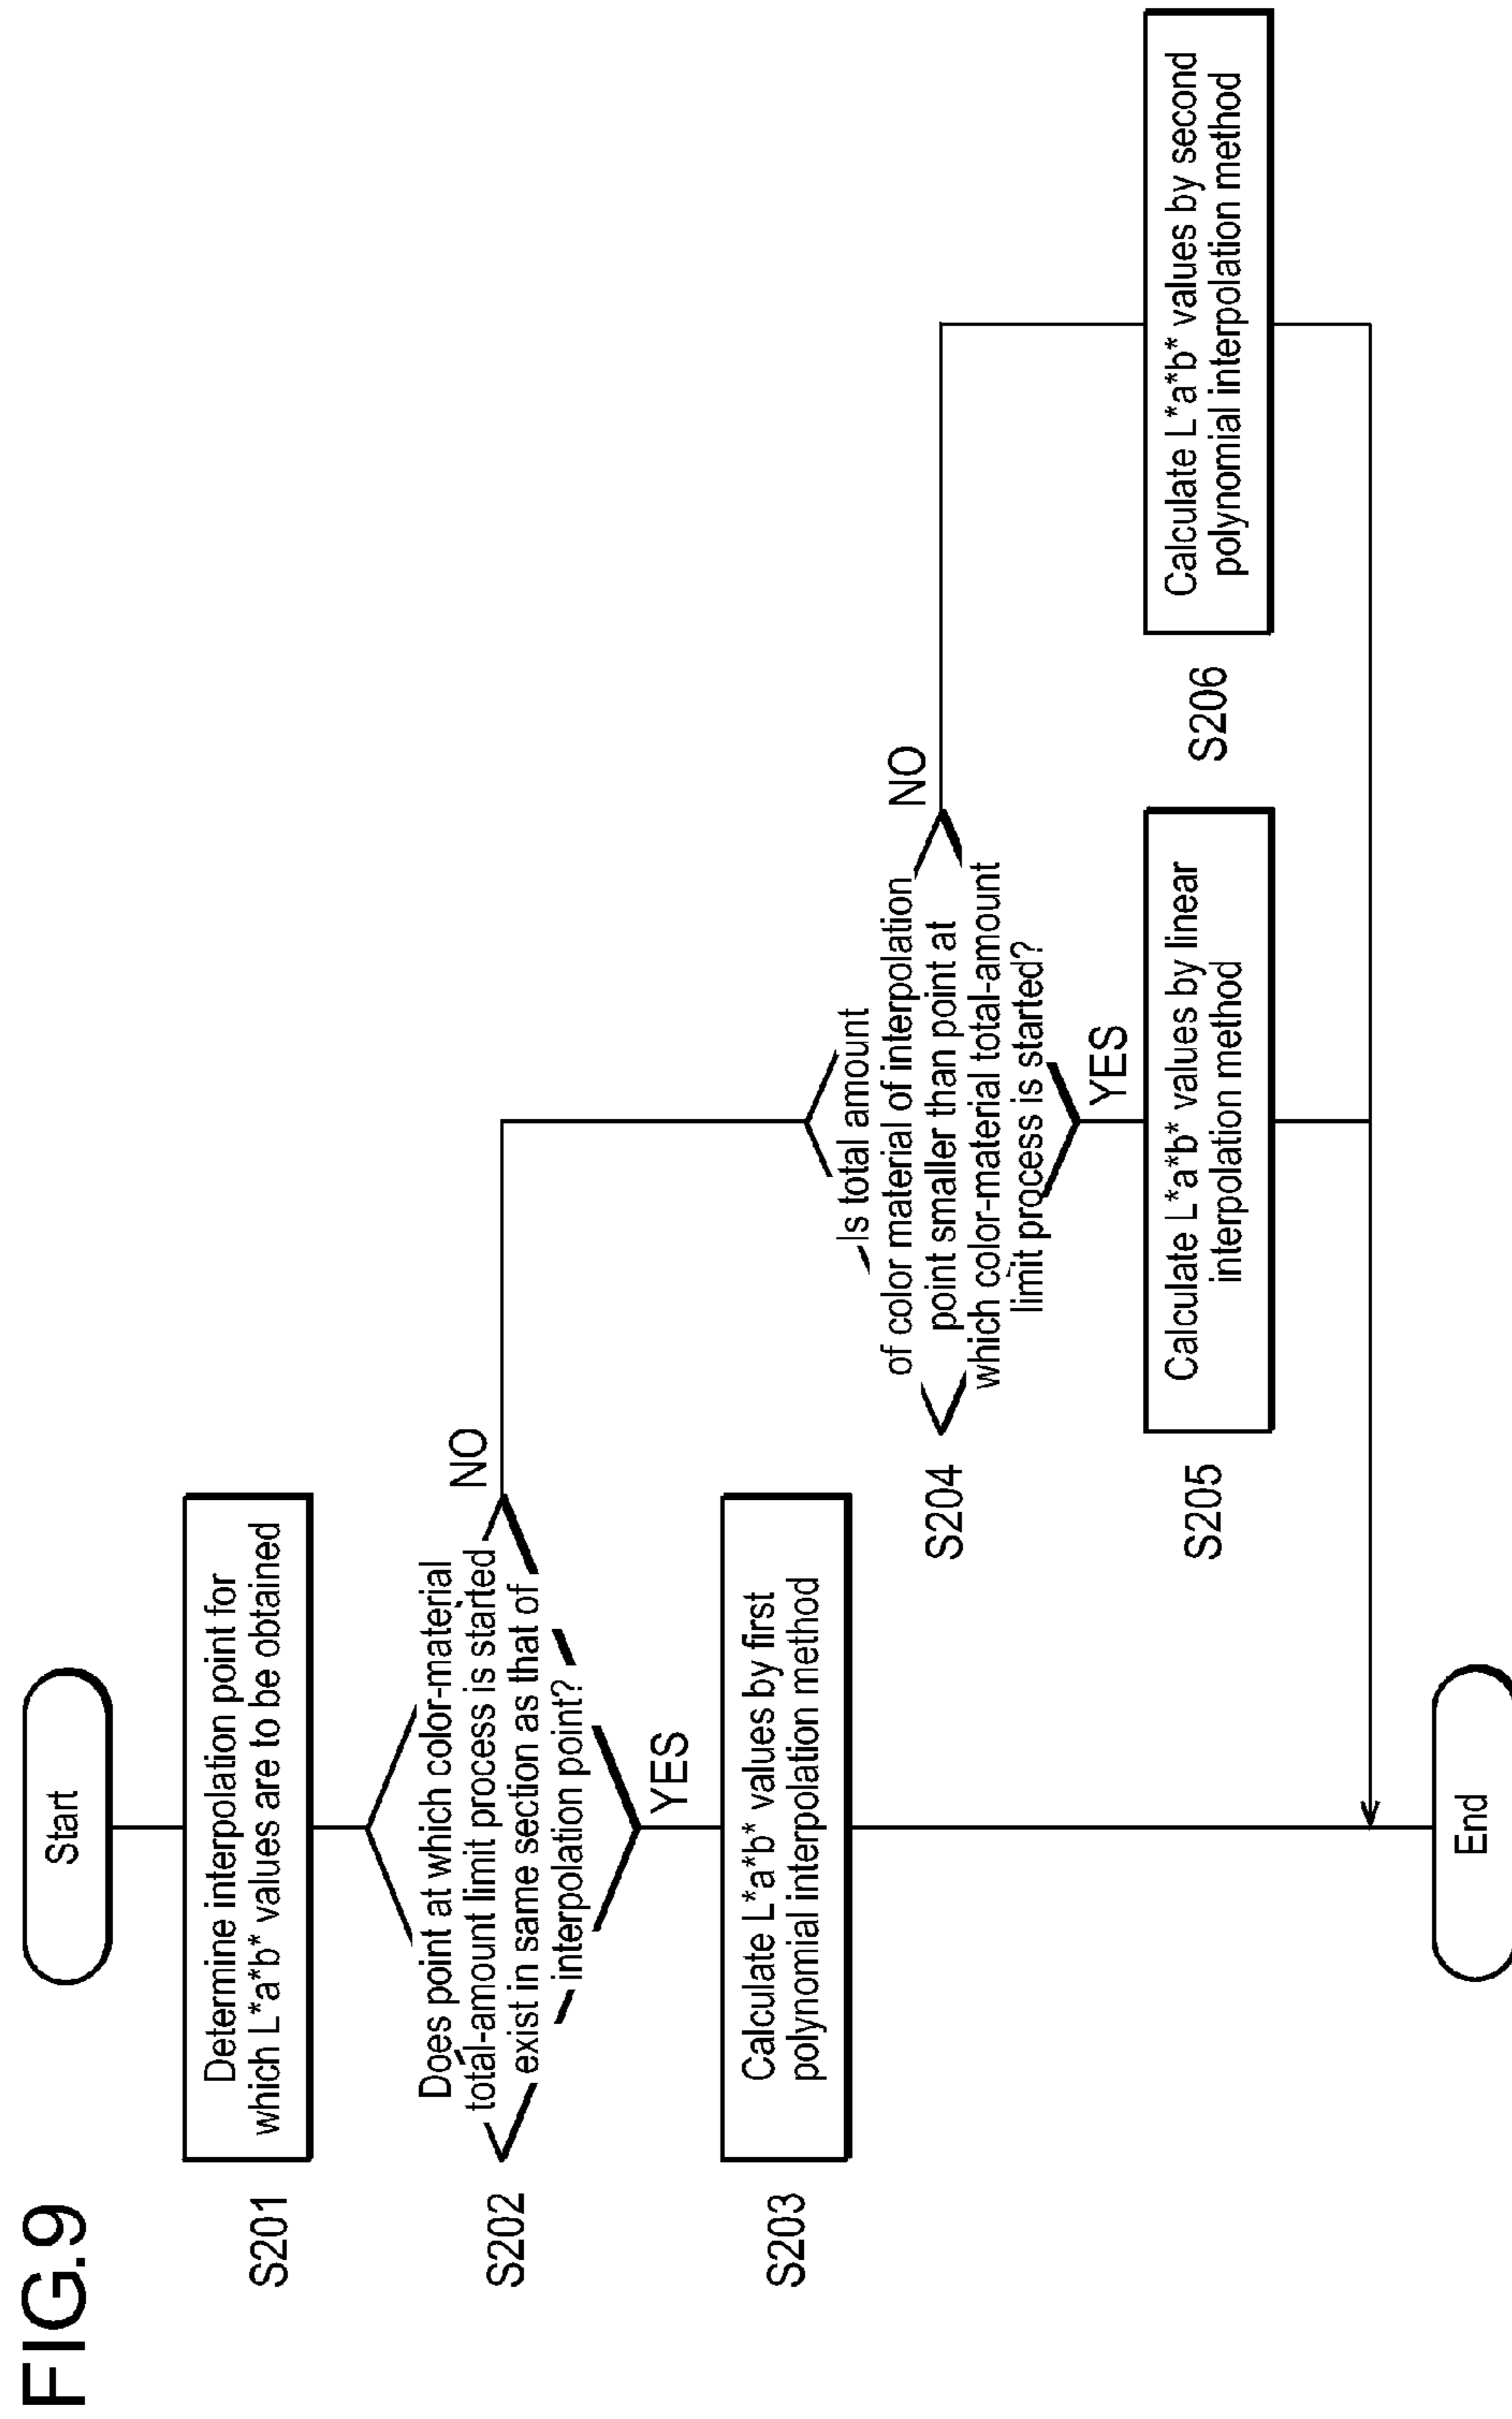 FIG.9
Start
S201
Determine interpolation point for
which L*a*b* values are to be obtained
S202
Does point at which color-material
total-amount limit process is started
exist in same section as that of
interpolation point?
NO
YES
S203
Calculate L*a*b* values by first
polynomial interpolation method
S204
Is total amount
of color material of interpolation
point smaller than point at
which color-material total-amount
limit process is started?
NO
YES
S205
Calculate L*a*b* values by linear
interpolation method
S206
Calculate L*a*b* values by second
polynomial interpolation method
End